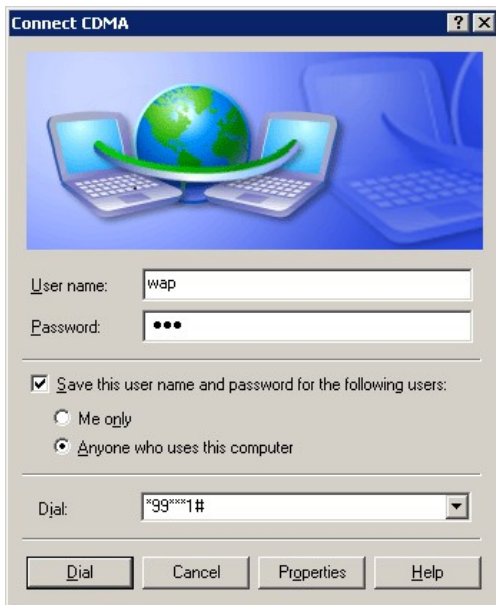 Connect CDMA
User name: wap
Password: •••
Save this user name and password for the following users:
Me only
Anyone who uses this computer
Dial: *99***1#
Dial Cancel Properties Help